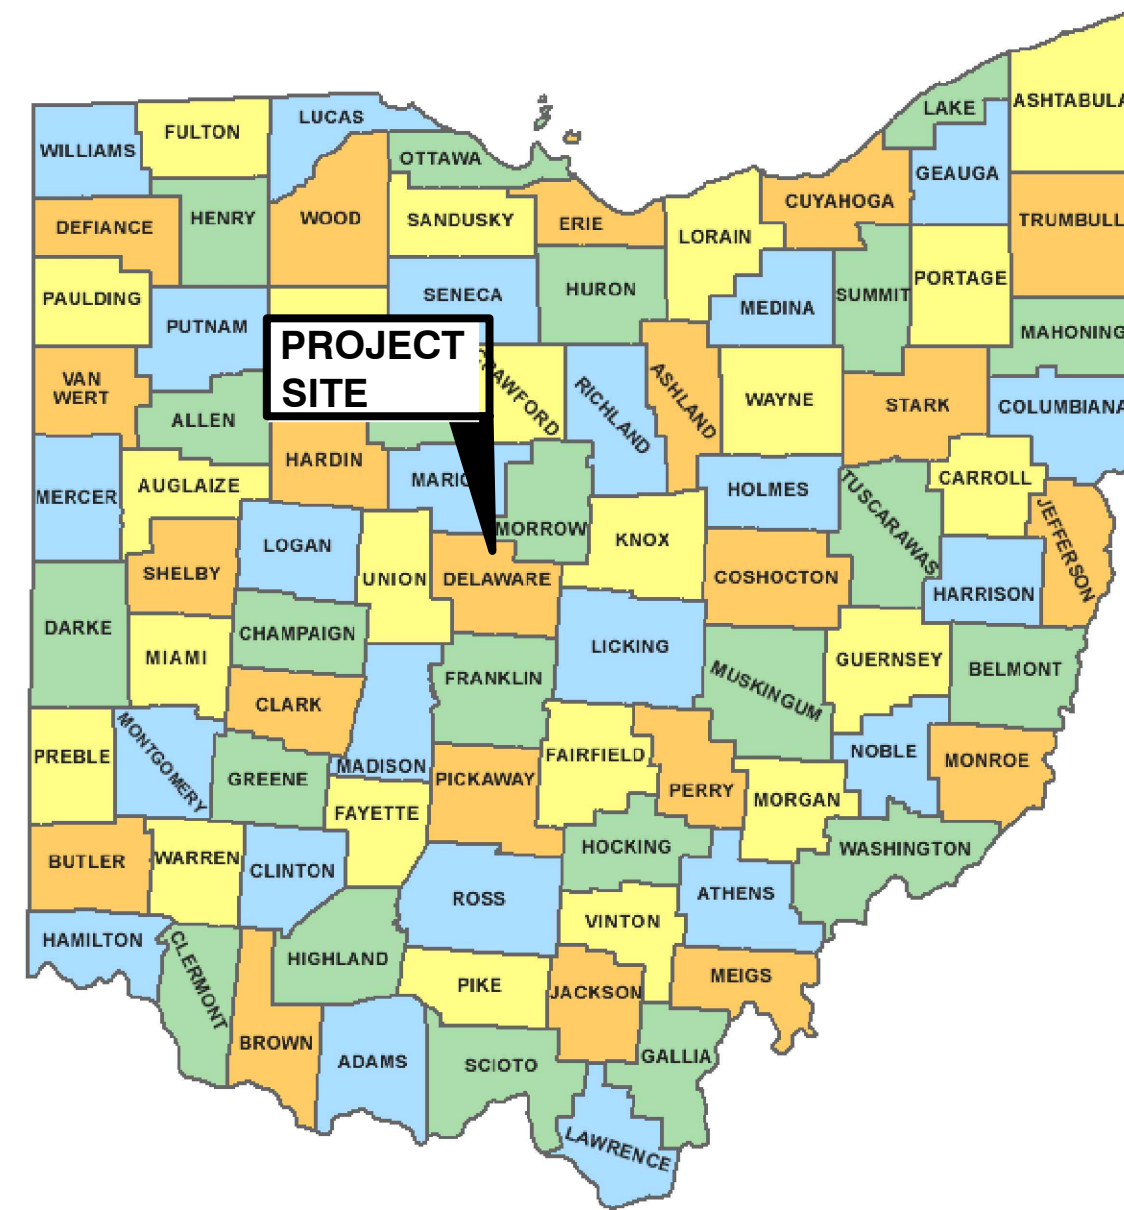 LAKE
ASHTABULA
LUCAS
FULTON
WILLIAMS
OTTAWA
GEAUGA
CUYAHOGA
HENRY
WOOD
SANDUSKY
ERIE
TRUMBULL
DEFIANCE
LORAIN
PORTAGE
PAULDING
SENECA
HURON
SUMMIT
MEDINA
PUTNAM
MAHONING
PROJECT
SITE
VAN
WERT
CRAWFORD
RICHLAND
ASHLAND
WAYNE
STARK
COLUMBIANA
ALLEN
HARDIN
MERCER
AUGLAIZE
MARIO
HOLMES
TUSCARAWAS
CARROLL
JEFFERSON
LOGAN
MORROW
KNOX
SHELBY
UNION
DELAWARE
COSHOCTON
HARRISON
DARKE
CHAMPAIGN
MIAMI
LICKING
GUERNSEY
BELMONT
FRANKLIN
MUSKINGUM
CLARK
PREBLE
MONTGOMERY
GREENE
MADISON
PICKAWAY
FAIRFIELD
NOBLE
MONROE
PERRY
MORGAN
FAYETTE
BUTLER
WARREN
CLINTON
HOCKING
WASHINGTON
ROSS
ATHENS
VINTON
HAMILTON
CLERMONT
HIGHLAND
PIKE
JACKSON
MEIGS
BROWN
ADAMS
SCIOTO
GALLIA
LAWRENCE